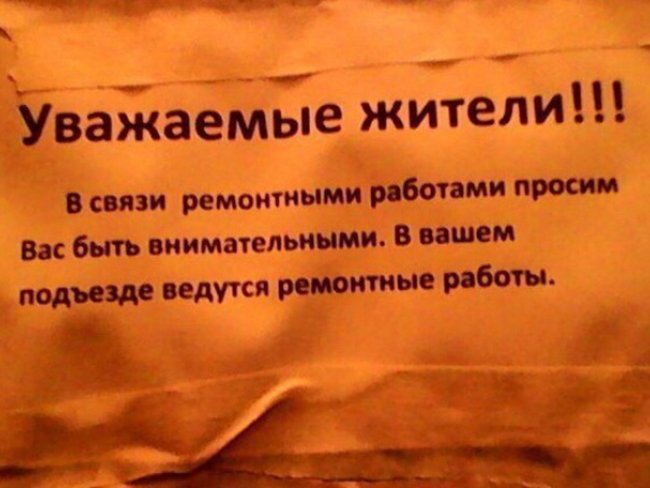 Уважаемые жители!!!
В связи ремонтными работами просим
Вас быть внимательными. В вашем
подъезде ведутся ремонтные работы.